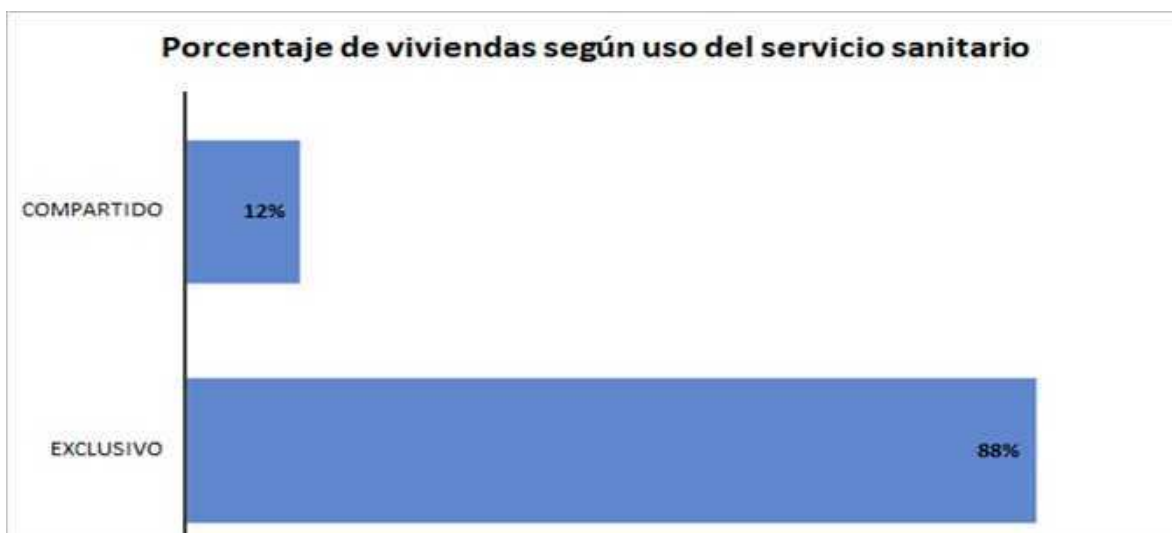 Porcentaje de viviendas según uso del servicio sanitario
COMPARTIDO
12%
EXCLUSIVO
88%